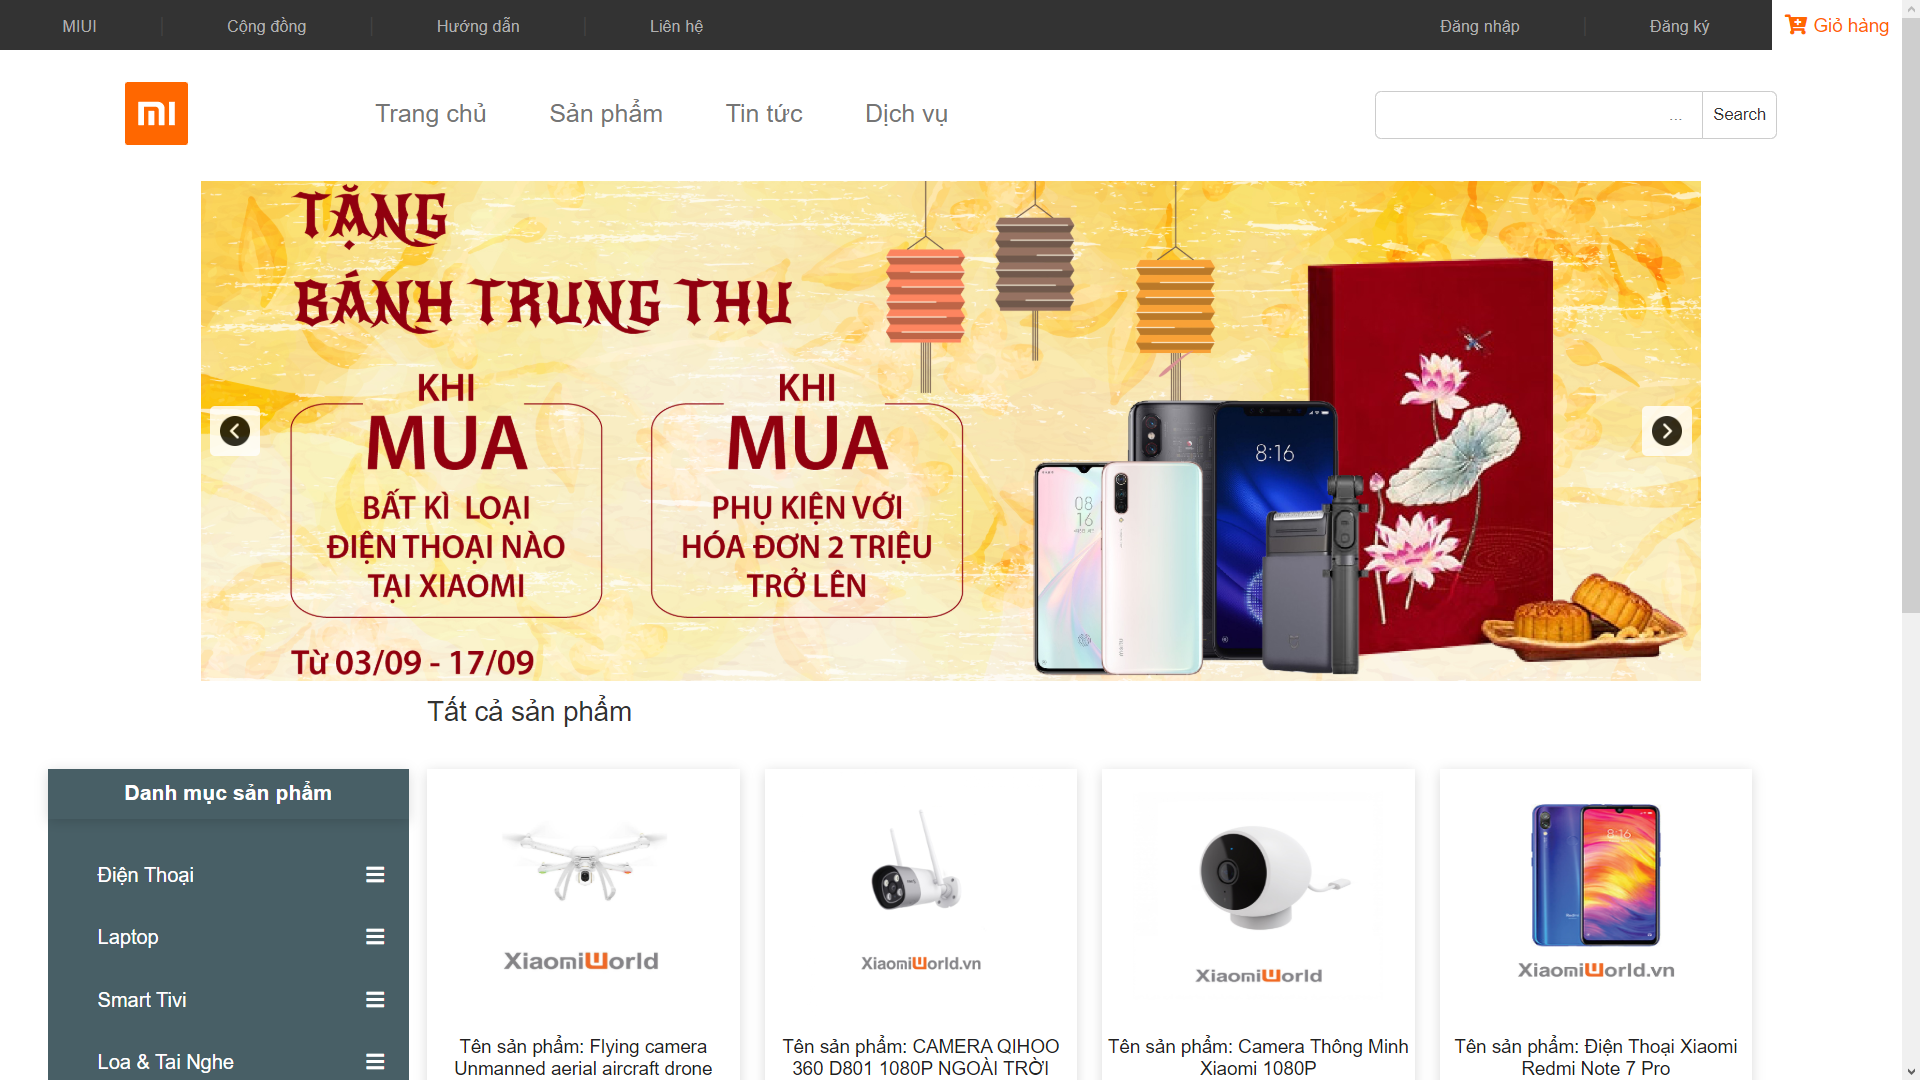 MIUI
Cộng đồng
Hướng dẫn
Liên hệ
Đăng nhập
Đăng ký
Giỏ hàng
Trang chủ
Sản phẩm
Tin tức
Dịch vụ
...
Search
TẶNG
BÁNH TRUNG THU
KHI
MUA
BẤT KÌ LOẠI
ĐIỆN THOẠI NÀO
TẠI XIAOMI
KHI
MUA
PHỤ KIỆN VỚI
HÓA ĐƠN 2 TRIỆU
TRỞ LÊN
Từ 03/09 - 17/09
08
16
8:16
Tất cả sản phẩm
Danh mục sản phẩm
Điện Thoại
Laptop
Smart Tivi
Loa & Tai Nghe
XiaomiWorld
Tên sản phẩm: Flying camera
Unmanned aerial aircraft drone
XiaomiWorld.vn
Tên sản phẩm: CAMERA QIHOO
360 D801 1080P NGOÀI TRỜI
XiaomiWorld
Tên sản phẩm: Camera Thông Minh
Xiaomi 1080P
8:16
XiaomiWorld.vn
Tên sản phẩm: Điện Thoại Xiaomi
Redmi Note 7 Pro